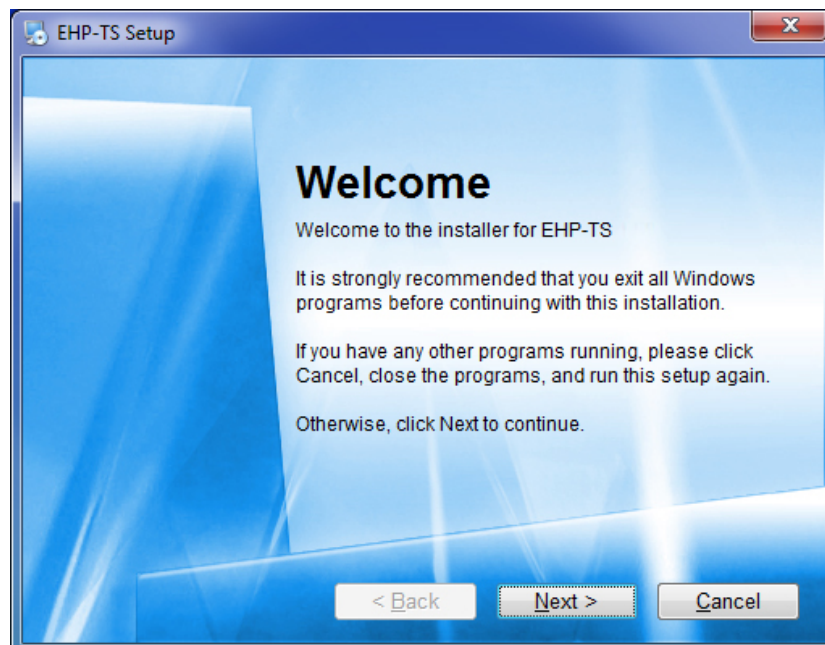 EHP-TS Setup
Welcome
Welcome to the installer for EHP-TS
It is strongly recommended that you exit all Windows
programs before continuing with this installation.
If you have any other programs running, please click
Cancel, close the programs, and run this setup again.
Otherwise, click Next to continue.
< Back Next > Cancel